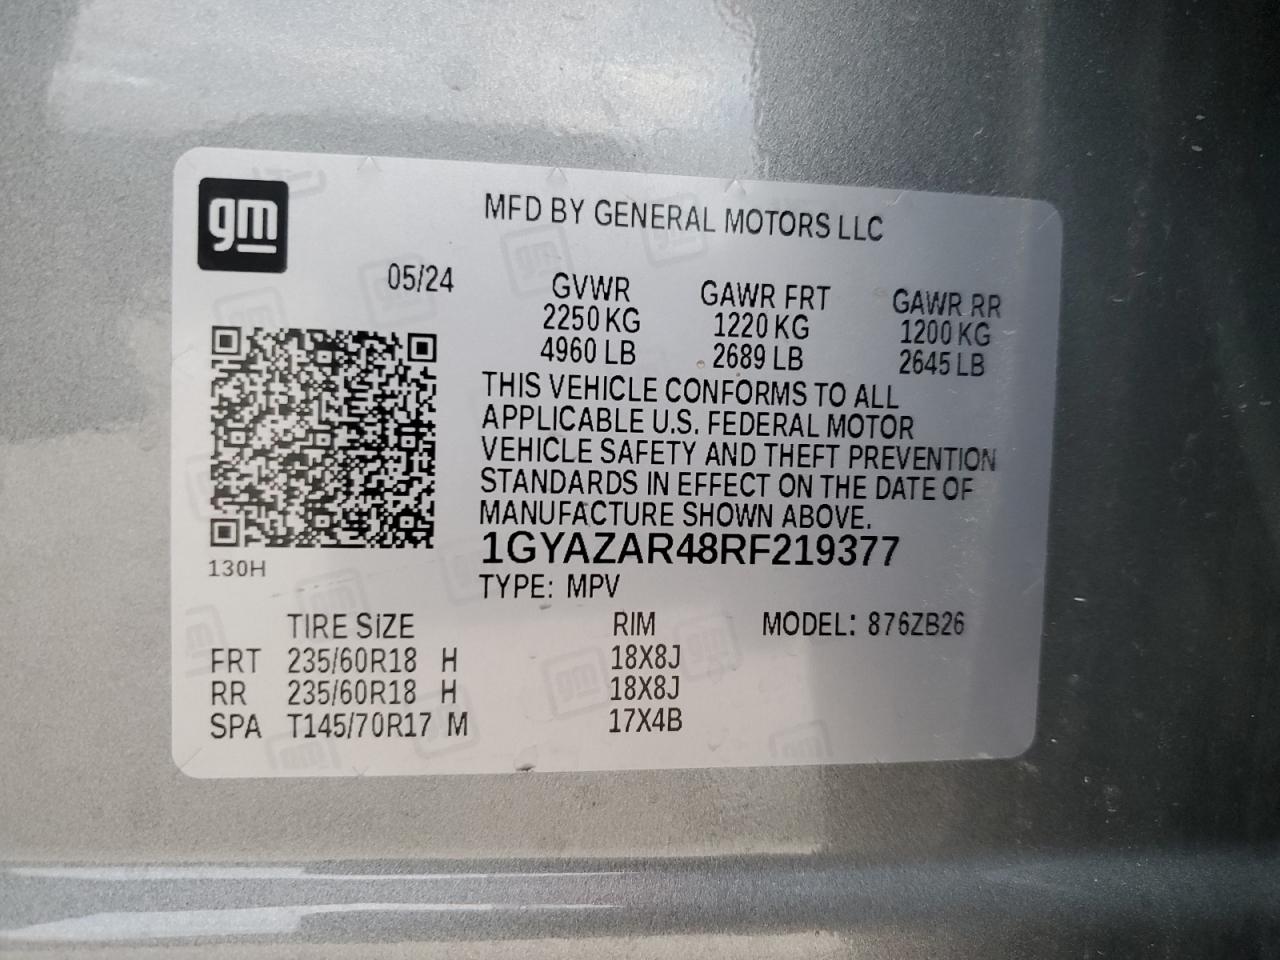 gm
MFD BY GENERAL MOTORS LLC
05/24
GVWR GAWR FRT GAWR RR
2250 KG 1220 KG 1200 KG
4960 LB 2689 LB 2645 LB
THIS VEHICLE CONFORMS TO ALL
APPLICABLE U.S. FEDERAL MOTOR
VEHICLE SAFETY AND THEFT PREVENTION
STANDARDS IN EFFECT ON THE DATE OF
MANUFACTURE SHOWN ABOVE.
1GYAZAR48RF219377
130H
TYPE: MPV
TIRE SIZE RIM MODEL: 876ZB26
FRT 235/60R18 H 18X8J
RR 235/60R18 H 18X8J
SPA T145/70R17 M 17X4B